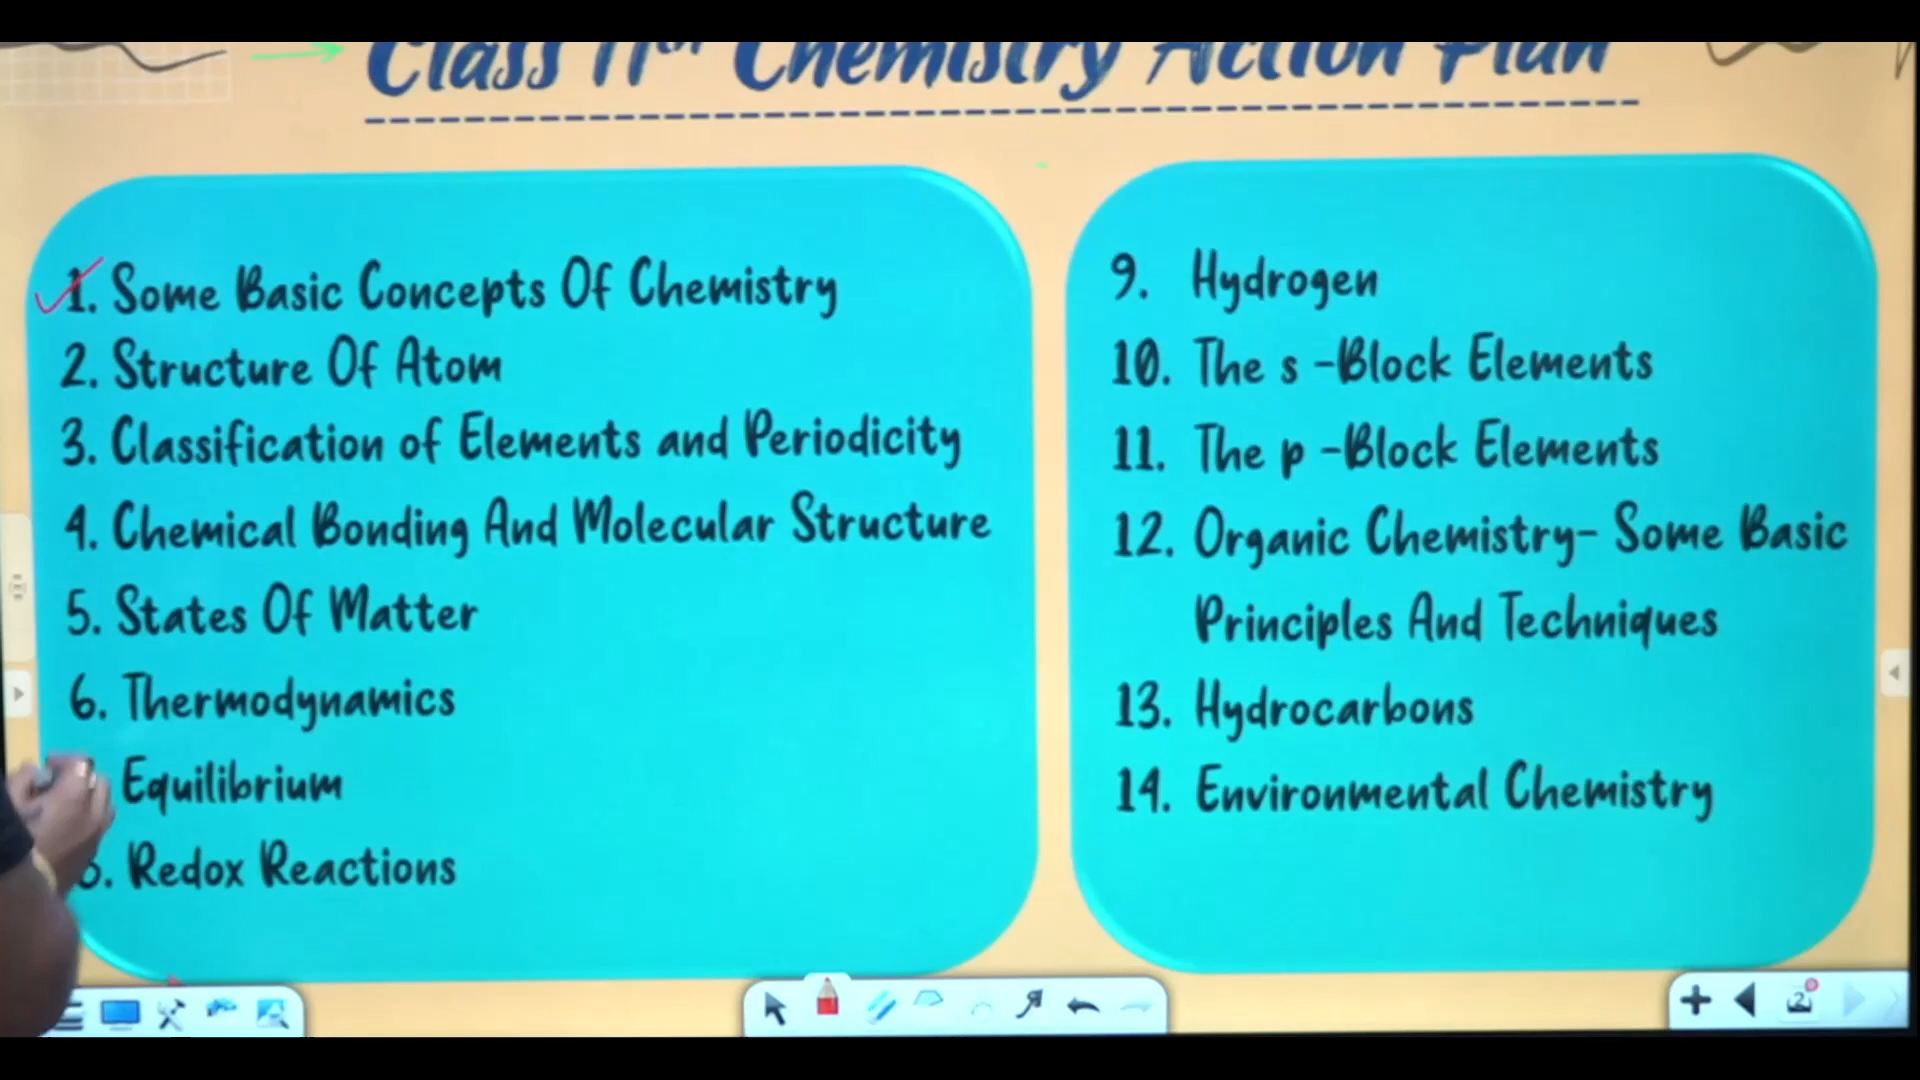 Class 11th Chemistry Action Plan
1. Some Basic Concepts Of Chemistry
2. Structure Of Atom
3. Classification of Elements and Periodicity
4. Chemical Bonding And Molecular Structure
5. States Of Matter
6. Thermodynamics
Equilibrium
8. Redox Reactions
9. Hydrogen
10. The s -Block Elements
11. The p -Block Elements
12. Organic Chemistry- Some Basic
Principles And Techniques
13. Hydrocarbons
14. Environmental Chemistry
2